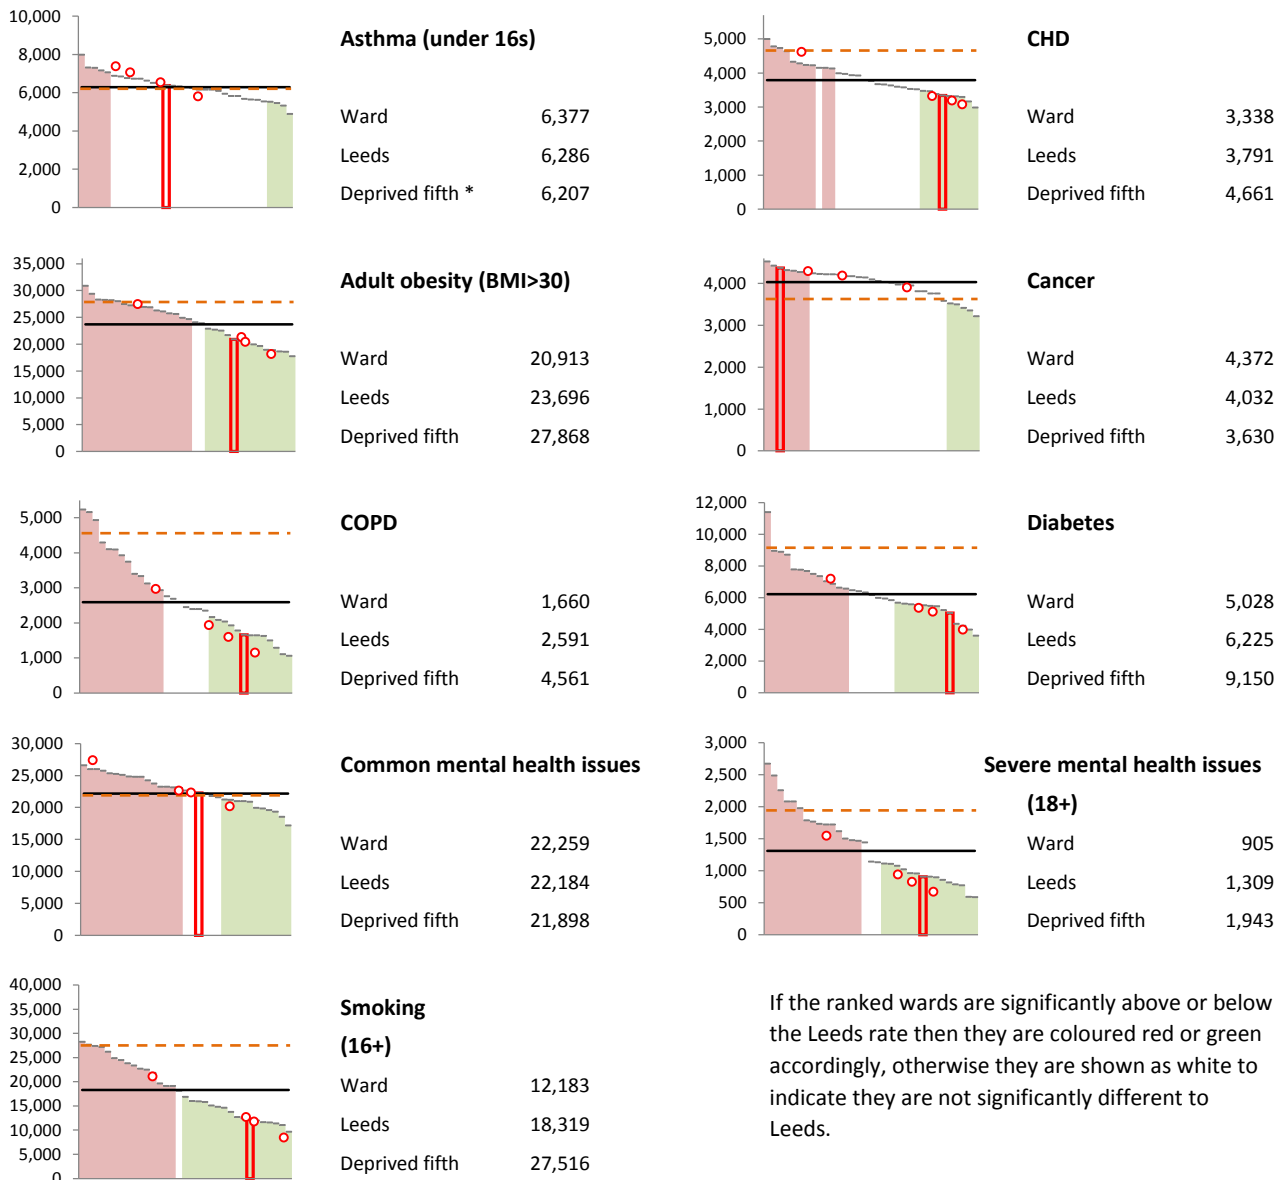 Asthma (under 16s)
10,000
8,000
6,000
4,000
2,000
0
Ward 6,377
Leeds 6,286
Deprived fifth * 6,207
CHD
5,000
4,000
3,000
2,000
1,000
0
Ward 3,338
Leeds 3,791
Deprived fifth 4,661
Adult obesity (BMI>30)
35,000
30,000
25,000
20,000
15,000
10,000
5,000
0
Ward 20,913
Leeds 23,696
Deprived fifth 27,868
Cancer
4,000
3,000
2,000
1,000
0
Ward 4,372
Leeds 4,032
Deprived fifth 3,630
COPD
5,000
4,000
3,000
2,000
1,000
0
Ward 1,660
Leeds 2,591
Deprived fifth 4,561
Diabetes
12,000
10,000
8,000
6,000
4,000
2,000
0
Ward 5,028
Leeds 6,225
Deprived fifth 9,150
Common mental health issues
30,000
25,000
20,000
15,000
10,000
5,000
0
Ward 22,259
Leeds 22,184
Deprived fifth 21,898
Severe mental health issues
(18+)
3,000
2,500
2,000
1,500
1,000
500
0
Ward 905
Leeds 1,309
Deprived fifth 1,943
Smoking
(16+)
40,000
35,000
30,000
25,000
20,000
15,000
10,000
5,000
0
Ward 12,183
Leeds 18,319
Deprived fifth 27,516
If the ranked wards are significantly above or below
the Leeds rate then they are coloured red or green
accordingly, otherwise they are shown as white to
indicate they are not significantly different to
Leeds.